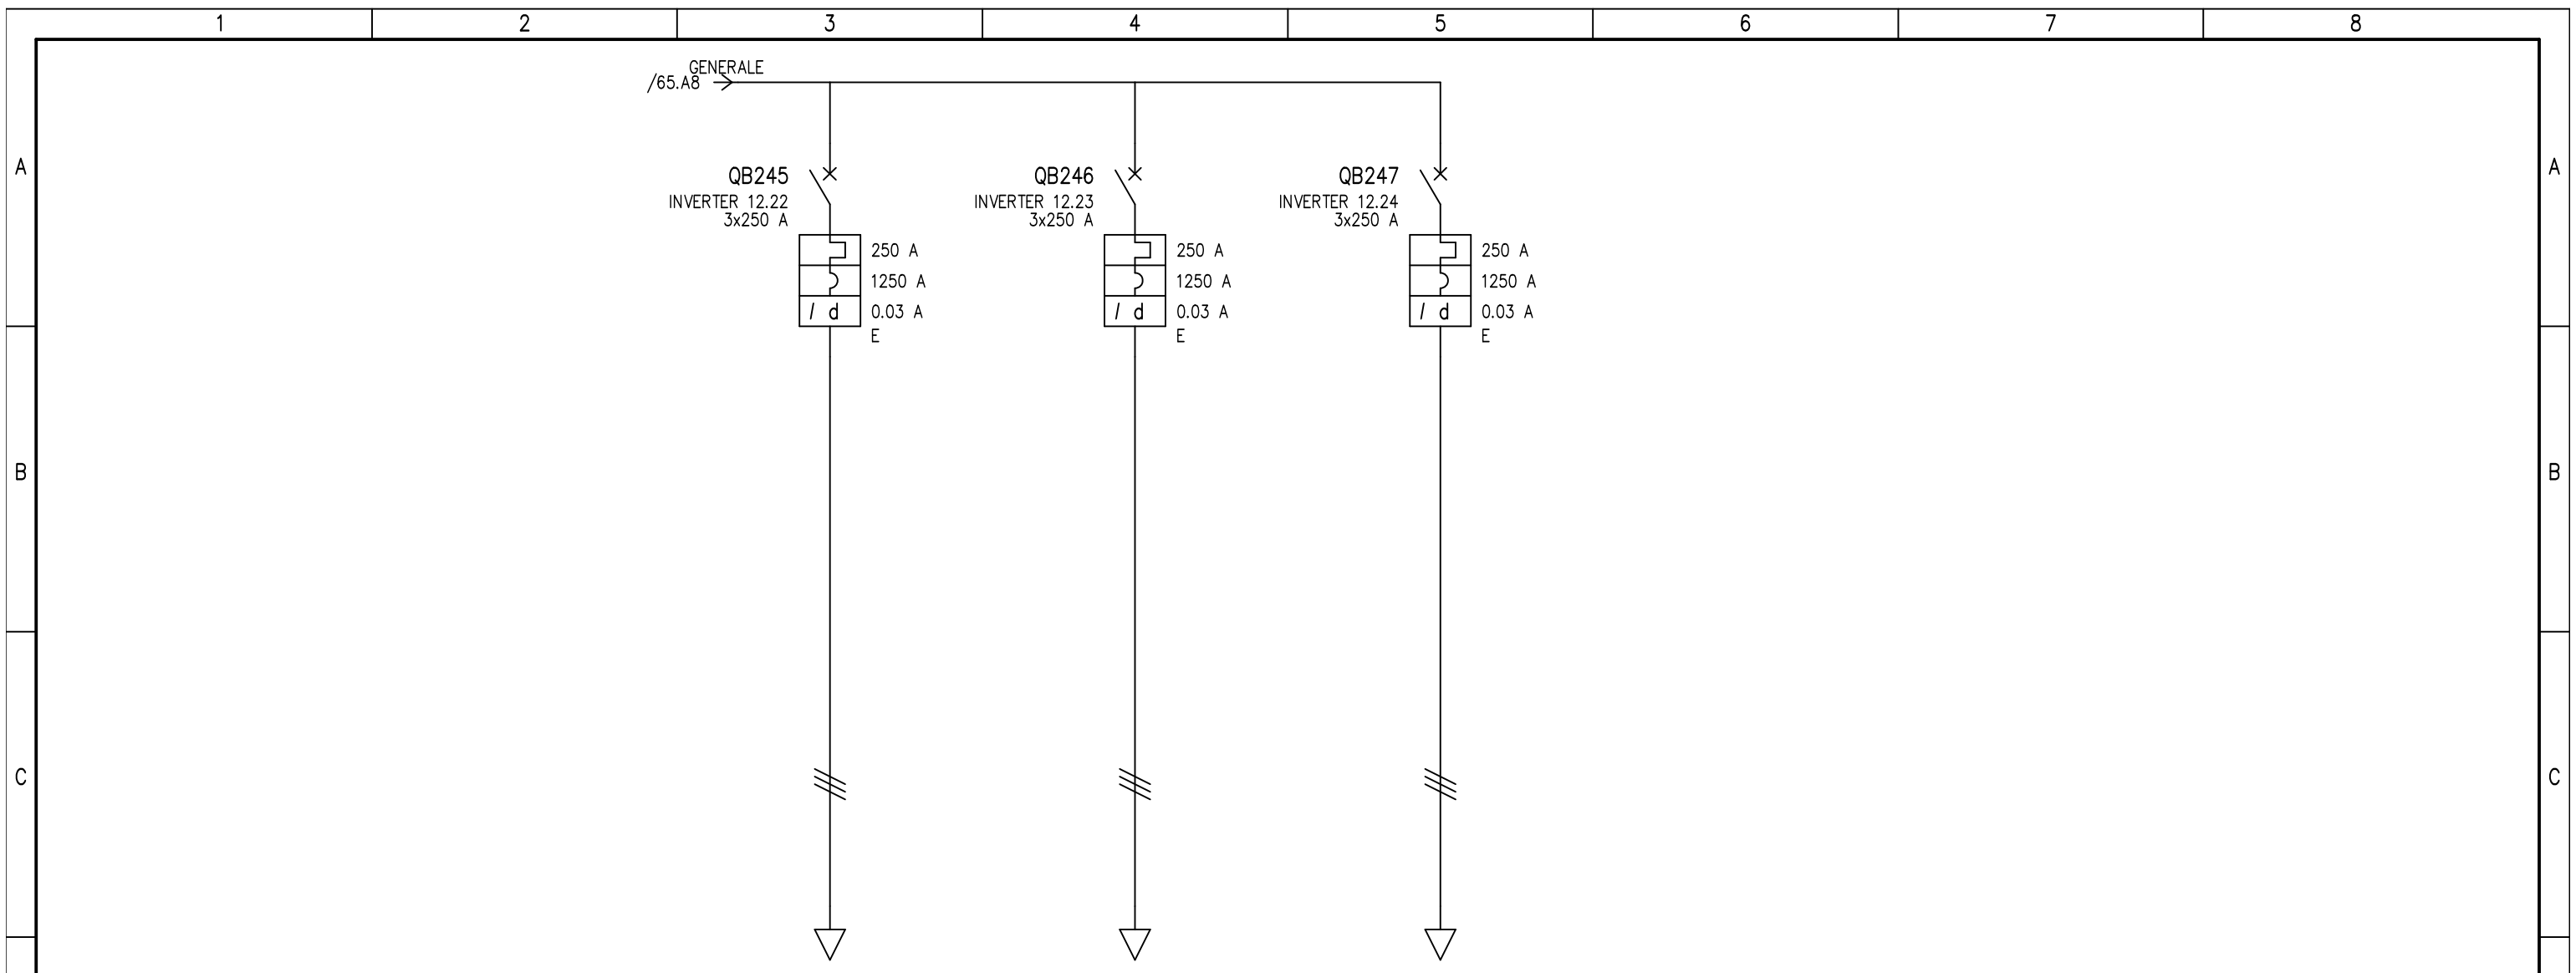 1 2 3 4 5 6 7 8
GENERALE
/65.A8
A A
QB245 QB246 QB247
INVERTER 12.22 INVERTER 12.23 INVERTER 12.24
3x250 A 3x250 A 3x250 A
250 A 250 A 250 A
1250 A 1250 A 1250 A
I d 0.03 A I d 0.03 A I d 0.03 A
E E E
B B
C C